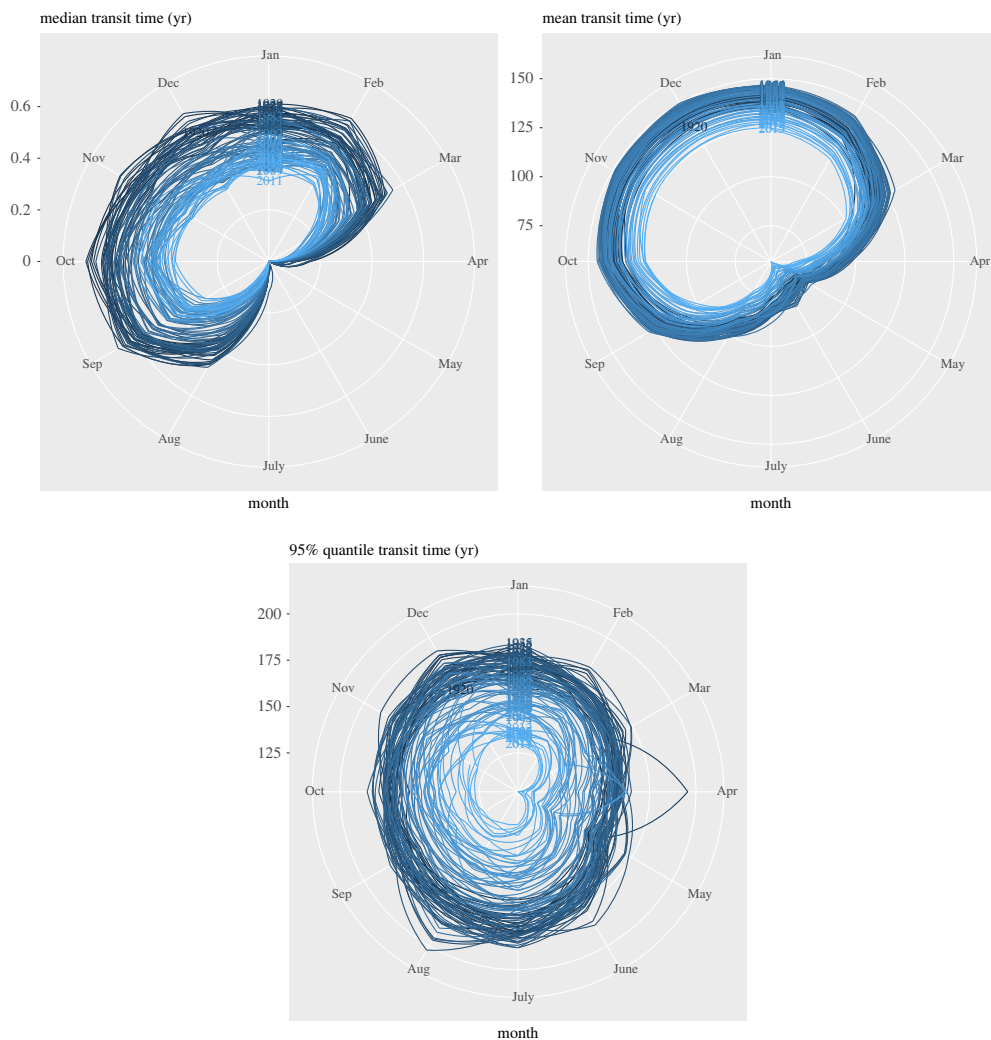 median transit time (yr)
Jan
Dec
Feb
0.6
1920
0.4
Nov
Mar
2011
0.2
0
Oct
Apr
Sep
May
Aug
June
July
month
mean transit time (yr)
Jan
150
Dec
Feb
125
1920
Nov
Mar
100
75
Oct
Apr
Sep
May
Aug
June
July
month
95% quantile transit time (yr)
Jan
200
Dec
Feb
175
1920
Nov
Mar
150
125
Oct
Apr
Sep
May
Aug
June
July
month